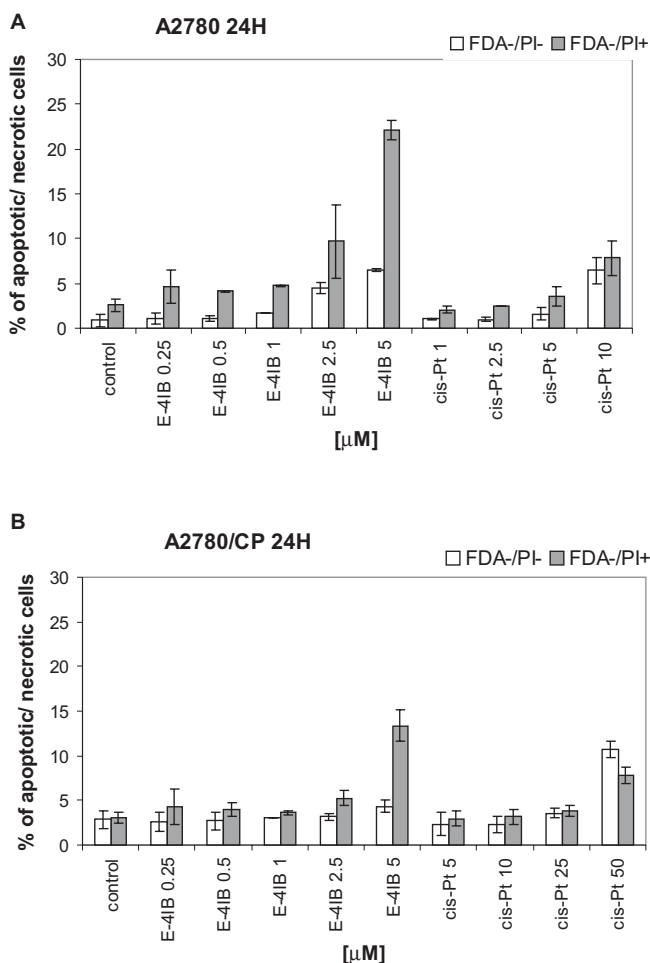 A
A2780 24H
FDA-/PI- FDA-/PI+
% of apoptotic/ necrotic cells
30
25
20
15
10
5
0
control
E-4IB 0.25
E-4IB 0.5
E-4IB 1
E-4IB 2.5
E-4IB 5
cis-Pt 1
cis-Pt 2.5
cis-Pt 5
cis-Pt 10
[µM]
B
A2780/CP 24H
FDA-/PI- FDA-/PI+
% of apoptotic/ necrotic cells
30
25
20
15
10
5
0
control
E-4IB 0.25
E-4IB 0.5
E-4IB 1
E-4IB 2.5
E-4IB 5
cis-Pt 5
cis-Pt 10
cis-Pt 25
cis-Pt 50
[µM]